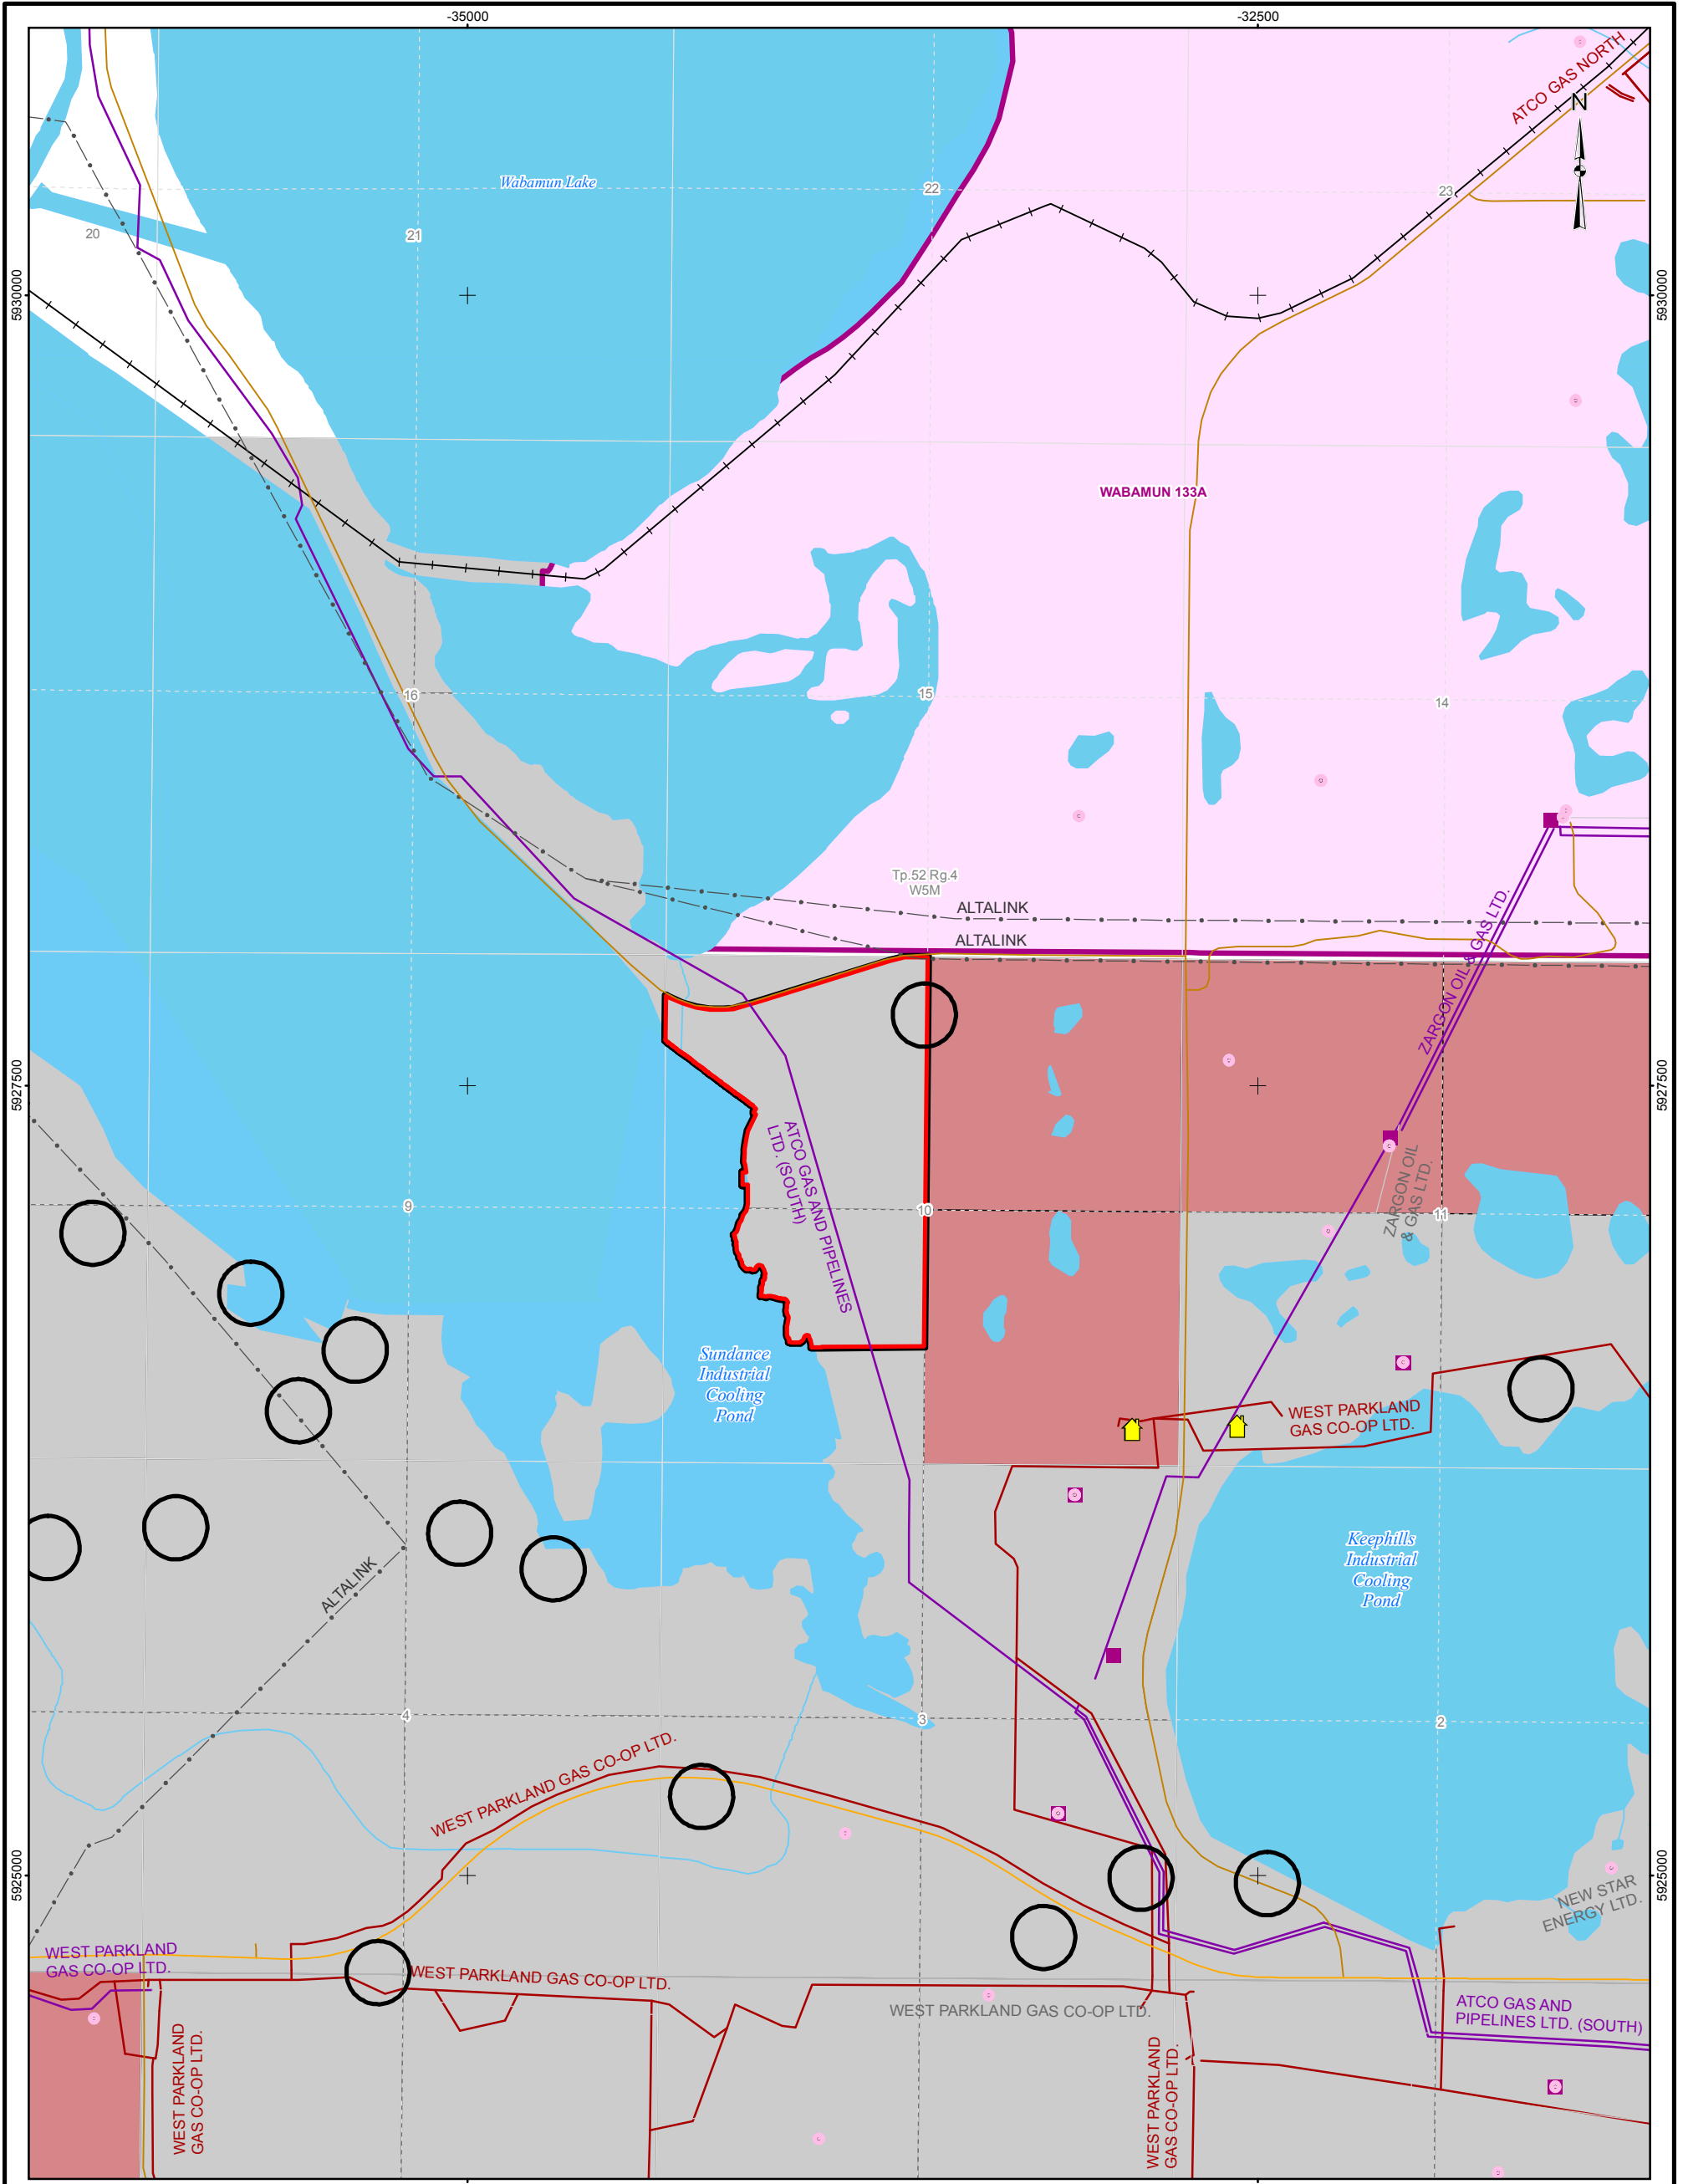 -35000
-32500
ATCO GAS NORTH
N
Wabamun Lake
22
23
20
21
5930000
5930000
WABAMUN 133A
16
15
14
Tp.52 Rg.4
W5M
ALTALINK
ALTALINK
ZARGON OIL & GAS LTD.
5927500
5927500
ATCO GAS AND PIPELINES
LTD. (SOUTH)
ZARGON OIL
& GAS LTD.
9
10
11
Sundance
Industrial
Cooling
Pond
WEST PARKLAND
GAS CO-OP LTD.
Keephills
Industrial
Cooling
Pond
ALTALINK
4
3
2
WEST PARKLAND GAS CO-OP LTD.
5925000
5925000
NEW STAR
ENERGY LTD.
WEST PARKLAND
GAS CO-OP LTD.
WEST PARKLAND GAS CO-OP LTD.
WEST PARKLAND GAS CO-OP LTD.
ATCO GAS AND
PIPELINES LTD. (SOUTH)
WEST PARKLAND
GAS CO-OP LTD.
WEST PARKLAND
GAS CO-OP LTD.